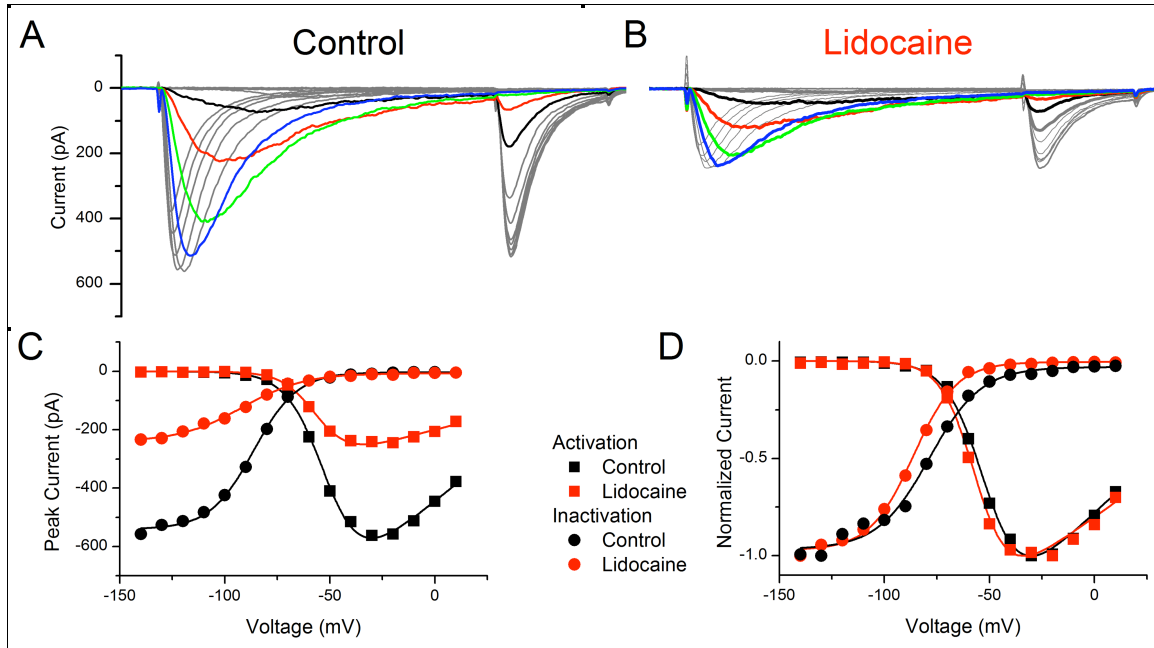 A
Control
B
Lidocaine
0
200
400
600
Current (pA)
C
0
-200
-400
-600
Peak Current (pA)
-150
-100
-50
0
Voltage (mV)
Activation
Control
Lidocaine
Inactivation
Control
Lidocaine
D
0.0
-0.5
-1.0
Normalized Current
-150
-100
-50
0
Voltage (mV)